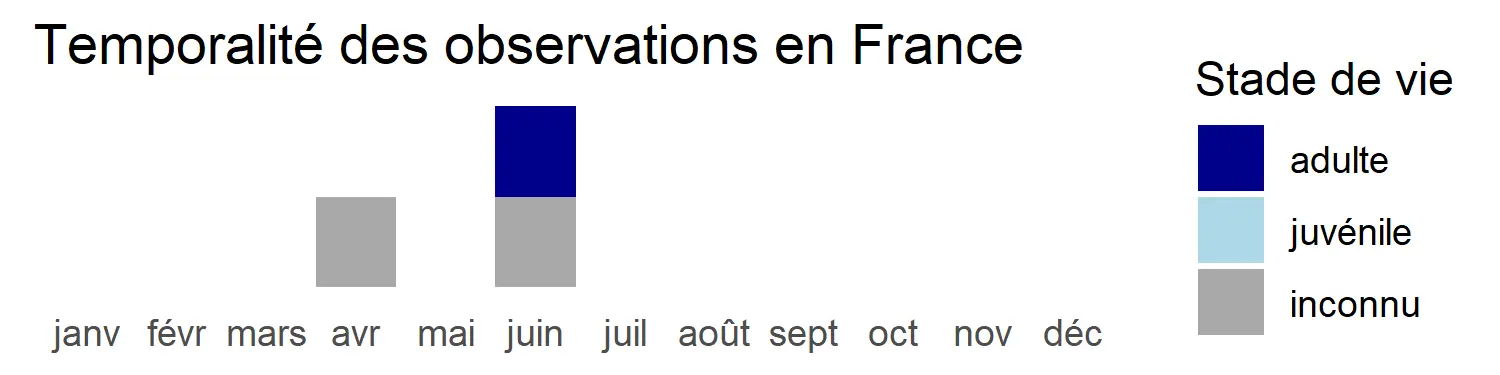 Temporalité des observations en France
janv févr mars avr mai juin juil août sept oct nov déc
Stade de vie
adulte
juvénile
inconnu